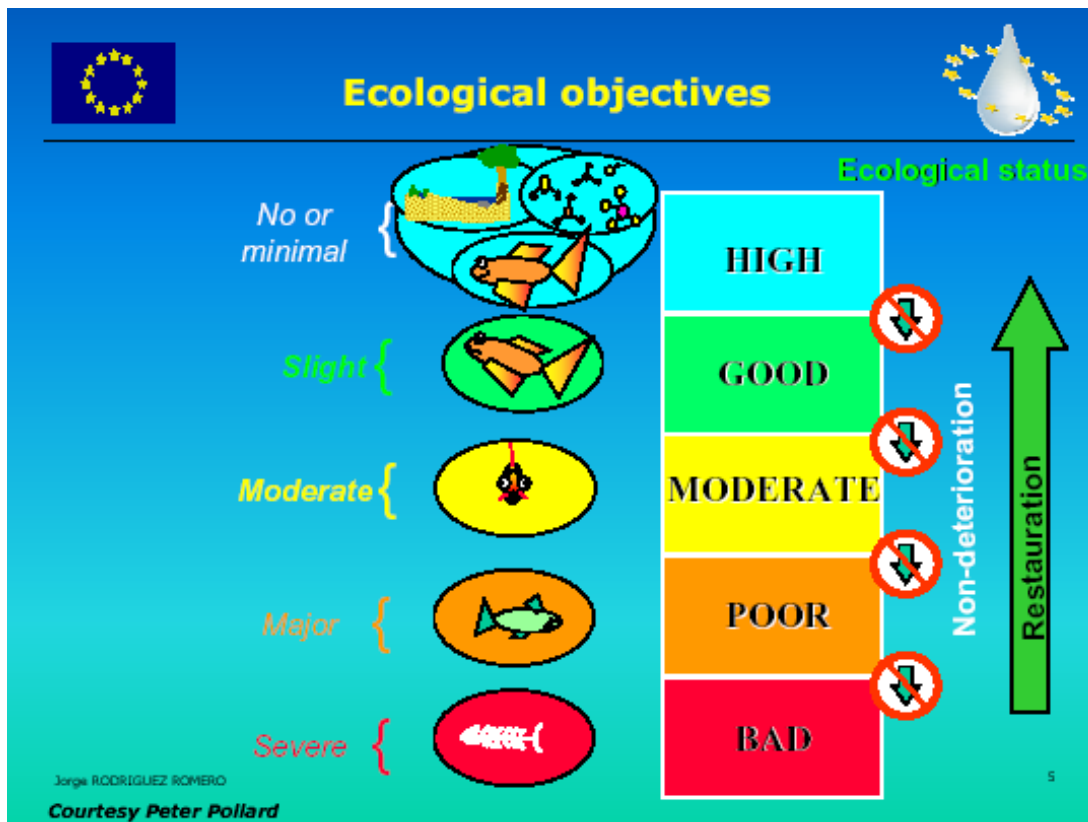 Ecological objectives
Ecological status
No or
minimal
HIGH
Slight
GOOD
Moderate
MODERATE
Major
POOR
Severe
BAD
Non-deterioration
Restauration
Jorge RODRIGUEZ ROMERO
5
Courtesy Peter Pollard